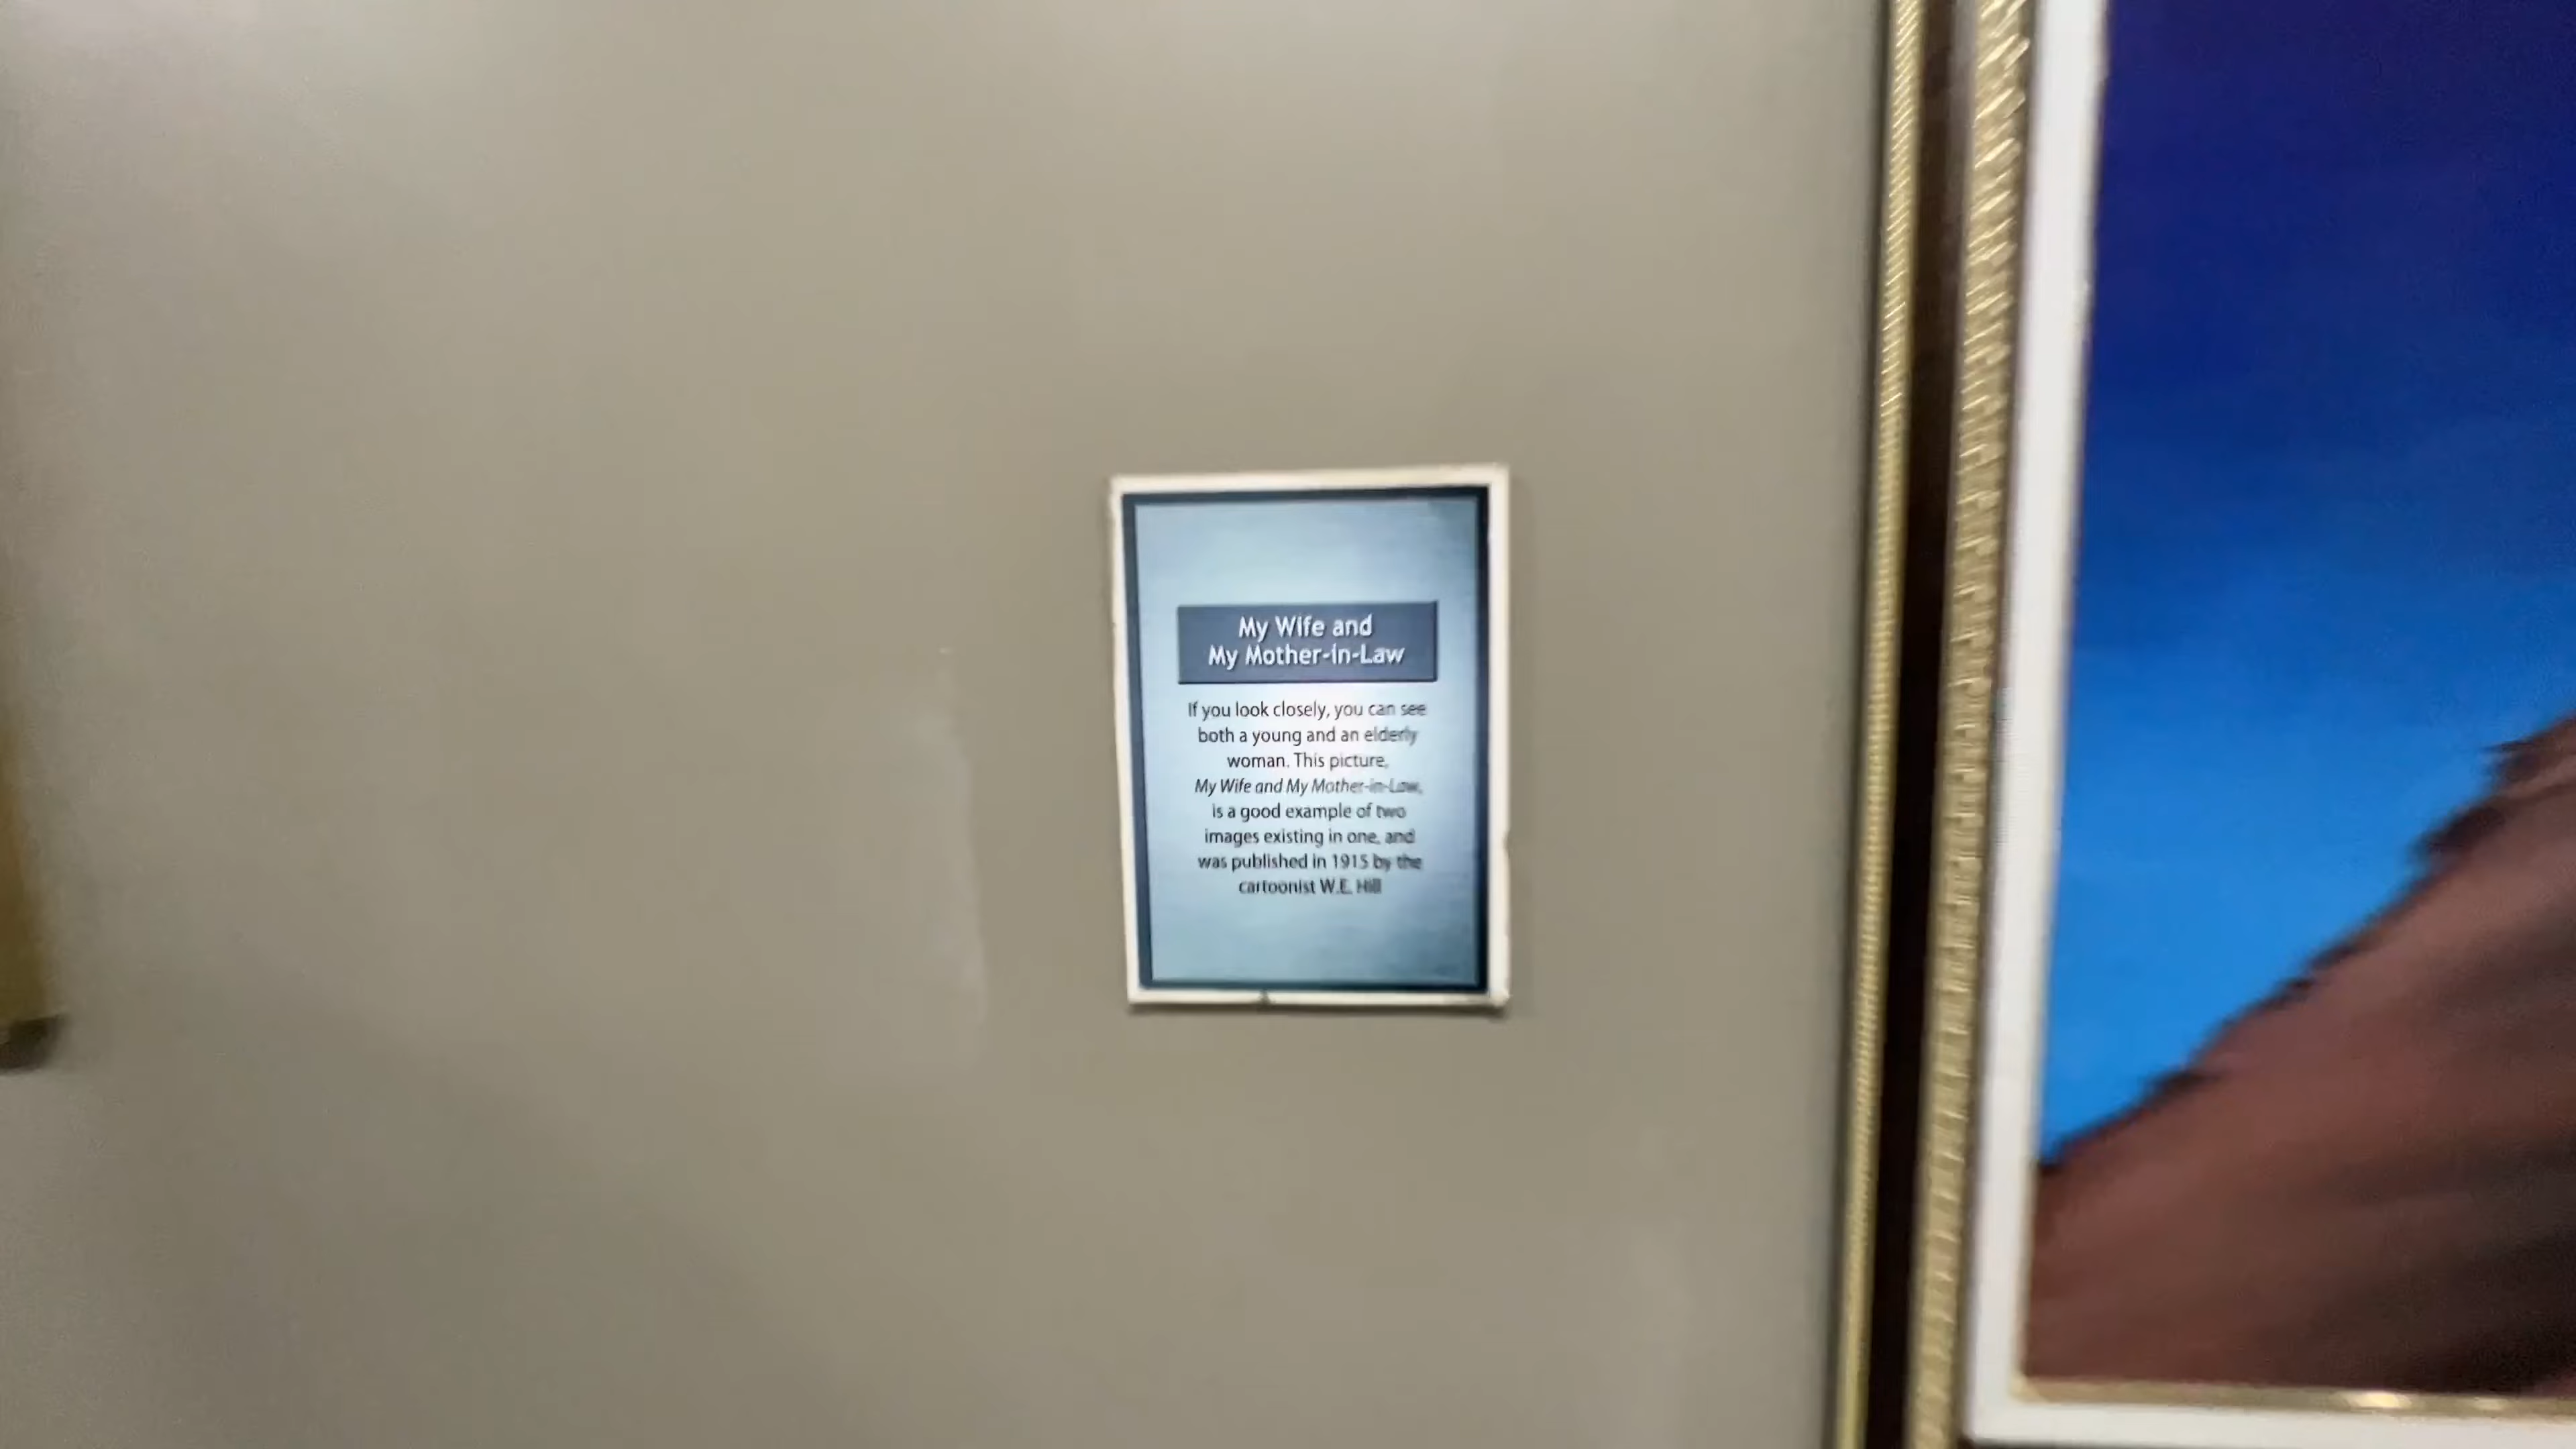 My Wife and
My Mother-in-Law
If you look closely, you can see
both a young and an elderly
woman. This picture,
My Wife and My Mother-in-Law,
is a good example of two
images existing in one, and
was published in 1915 by the
cartoonist W.E. Hill